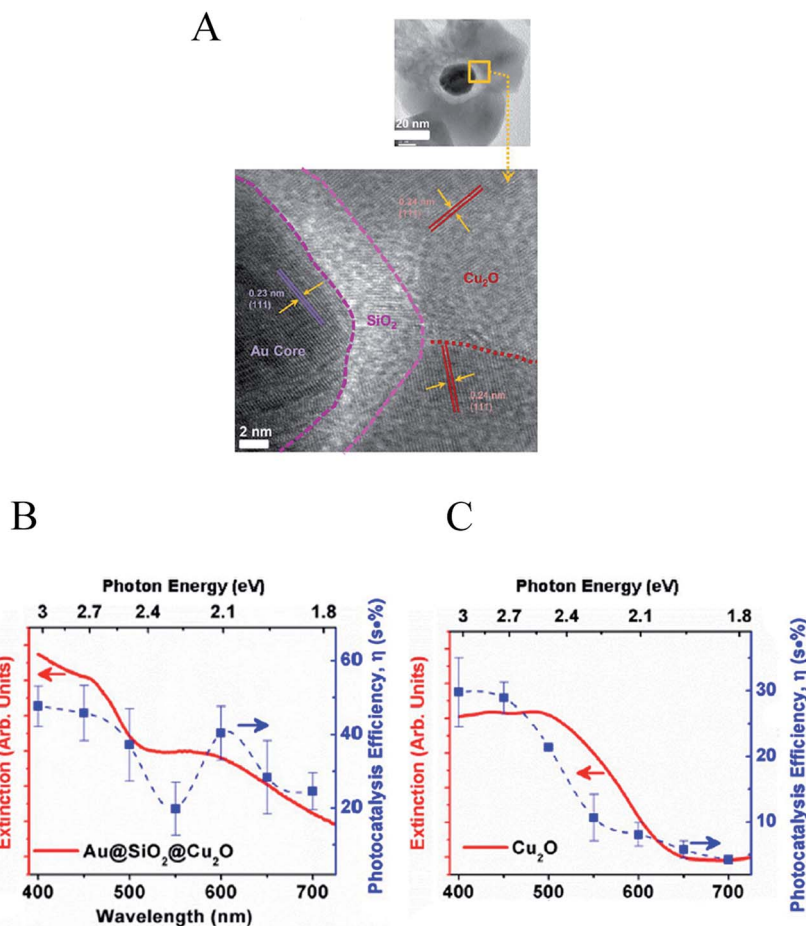 A
20 nm
0.24 nm
(111)
Cu₂O
0.23 nm
(111)
SiO₂
Au Core
0.24 nm
(111)
2 nm
B
Photon Energy (eV)
3 2.7 2.4 2.1 1.8
Extinction (Arb. Units)
60
40
20
Photocatalysis Efficiency, η (s•%)
Au@SiO₂@Cu₂O
400 500 600 700
Wavelength (nm)
C
Photon Energy (eV)
3 2.7 2.4 2.1 1.8
Extinction (Arb. Units)
30
20
10
Photocatalysis Efficiency, η (s•%)
Cu₂O
400 500 600 700